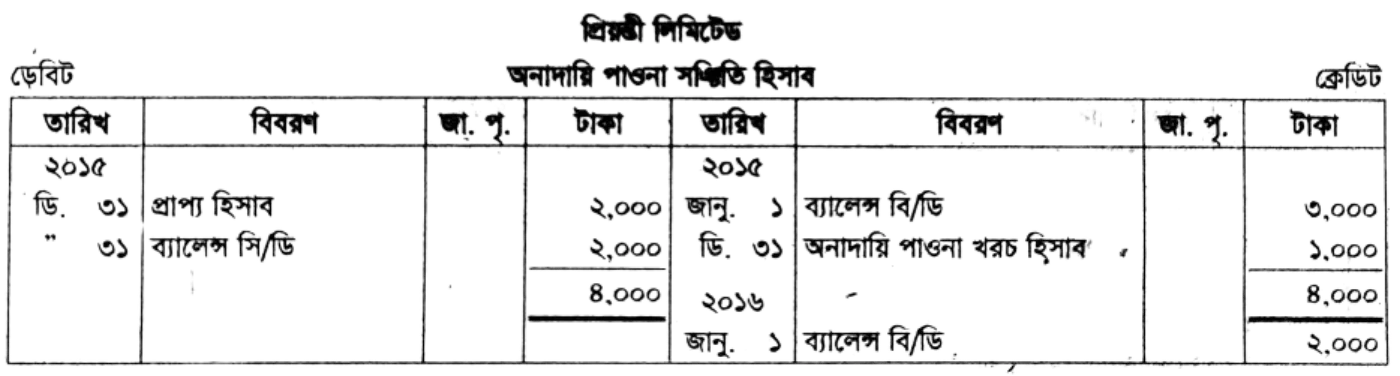 প্রিয়ন্তী লিমিটেড
ডেবিট অনাদায়ি পাওনা সঞ্চিতি হিসাব ক্রেডিট
তারিখ বিবরণ জা. পৃ. টাকা তারিখ বিবরণ জা. পৃ. টাকা
২০১৫ ২০১৫
ডি. ৩১ প্রাপ্য হিসাব ২,০০০ জানু. ১ ব্যালেন্স বি/ডি ৩,০০০
" ৩১ ব্যালেন্স সি/ডি ২,০০০ ডি. ৩১ অনাদায়ি পাওনা খরচ হিসাব ১,০০০
৪,০০০ ২০১৬ ৪,০০০
জানু. ১ ব্যালেন্স বি/ডি ২,০০০